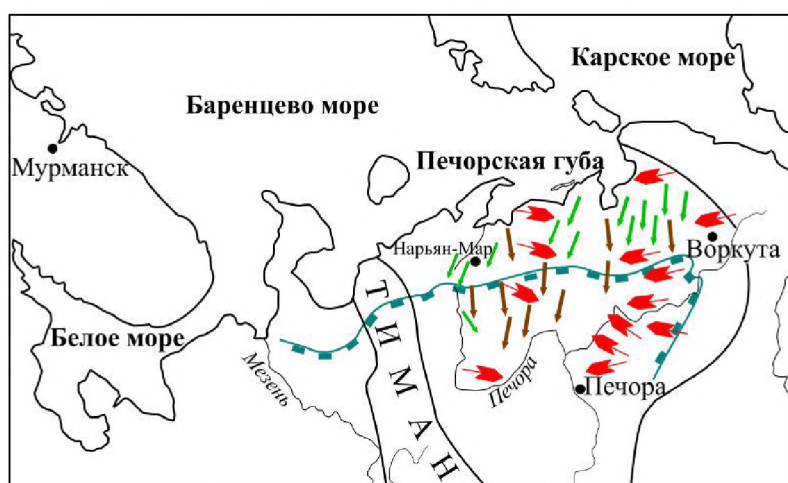 Карское море
Баренцево море
Мурманск
Печорская губа
Нарьян-Мар
Воркута
Белое море
Мезень
ТИМАН
Печора
Печора